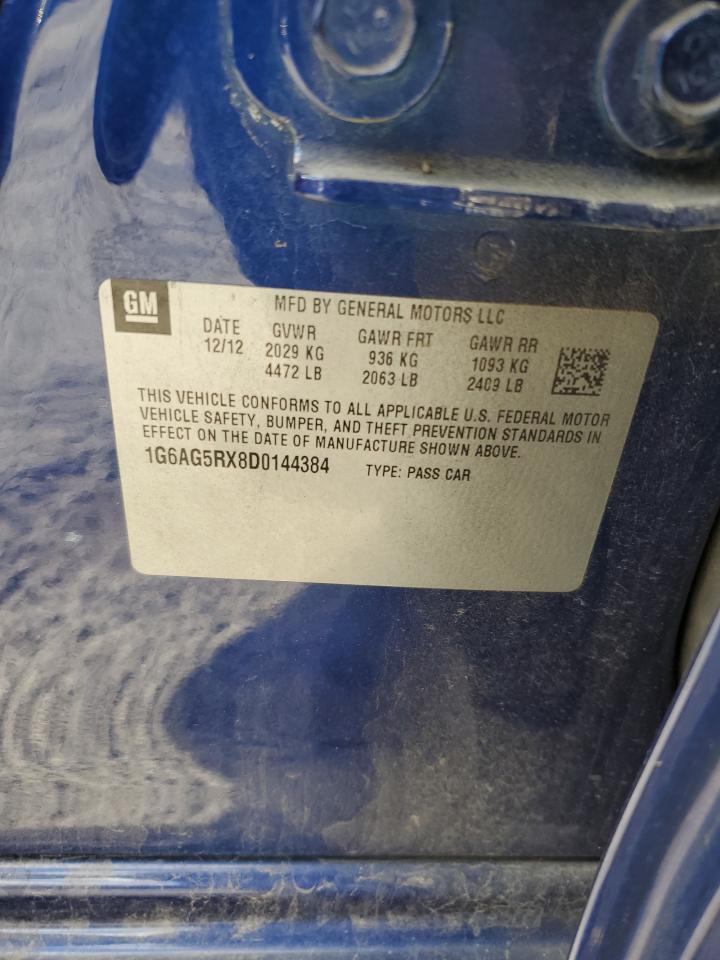 GM
MFD BY GENERAL MOTORS LLC
DATE GVWR GAWR FRT GAWR RR
12/12 2029 KG 936 KG 1093 KG
4472 LB 2063 LB 2409 LB
THIS VEHICLE CONFORMS TO ALL APPLICABLE U.S. FEDERAL MOTOR
VEHICLE SAFETY, BUMPER, AND THEFT PREVENTION STANDARDS IN
EFFECT ON THE DATE OF MANUFACTURE SHOWN ABOVE.
1G6AG5RX8D0144384 TYPE: PASS CAR